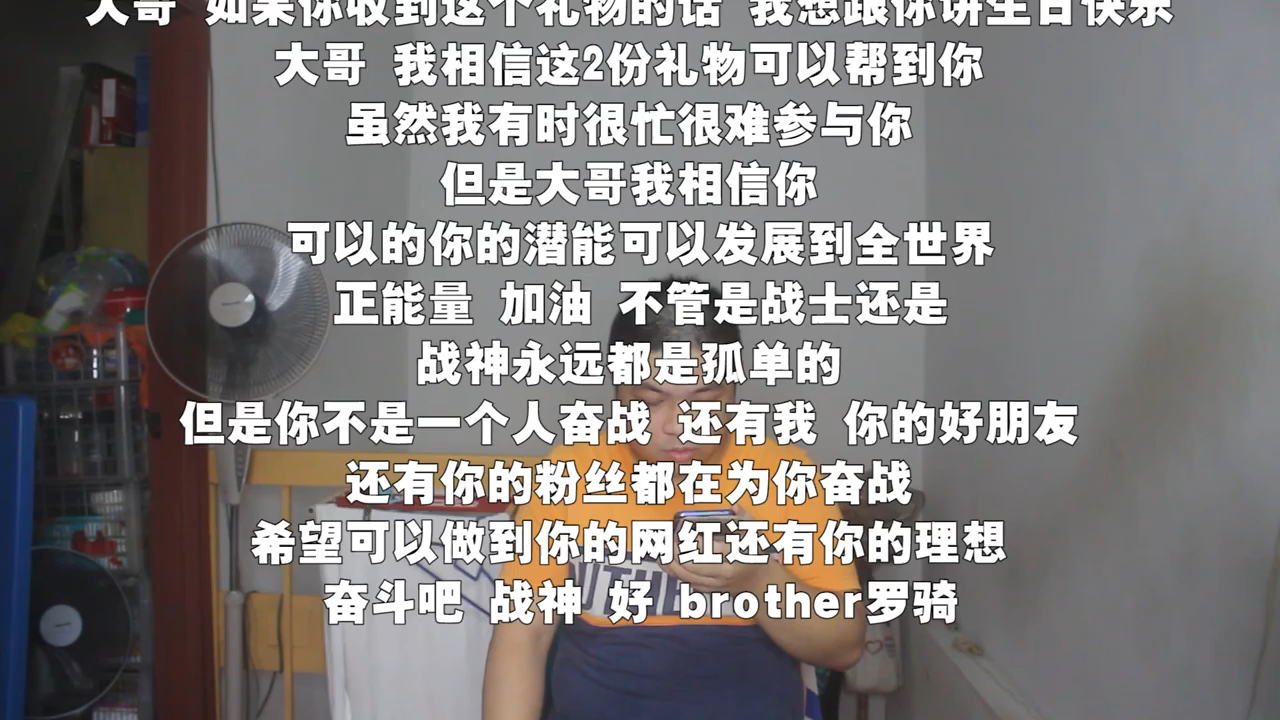 大哥 如果你收到这个礼物的话 我想跟你讲生日快乐
大哥 我相信这2份礼物可以帮到你
虽然我有时很忙很难参与你
但是大哥我相信你
可以的你的潜能可以发展到全世界
正能量 加油 不管是战士还是
战神永远都是孤单的
但是你不是一个人奋战 还有我 你的好朋友
还有你的粉丝都在为你奋战
希望可以做到你的网红还有你的理想
奋斗吧 战神 好 brother罗骑